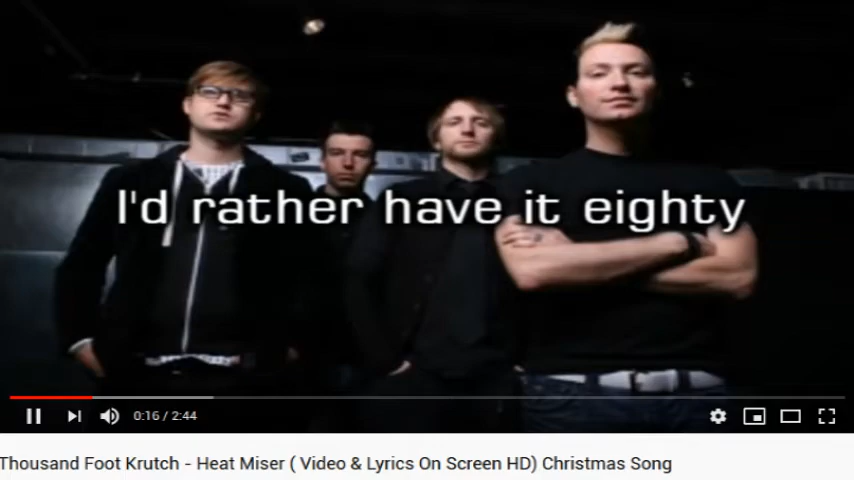 I'd rather have it eighty
0:16 / 2:44
Thousand Foot Krutch - Heat Miser ( Video & Lyrics On Screen HD) Christmas Song